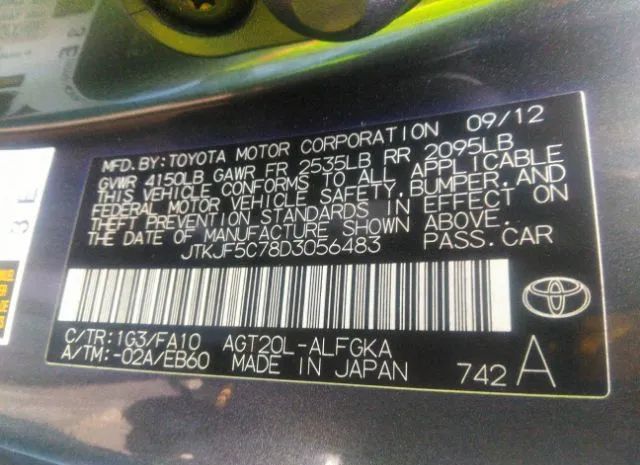 MFD.BY:TOYOTA MOTOR CORPORATION 09/12
GVWR 4150LB GAWR FR 2535LB RR 2095LB
THIS VEHICLE CONFORMS TO ALL APPLICABLE
FEDERAL MOTOR VEHICLE SAFETY,BUMPER,AND
THEFT PREVENTION STANDARDS IN EFFECT ON
THE DATE OF MANUFACTURE SHOWN ABOVE.
JTKJF5C78D3056483 PASS.CAR
C/TR:1G3/FA10 AGT20L-ALFGKA
A/TM:-02A/EB60 MADE IN JAPAN 742 A